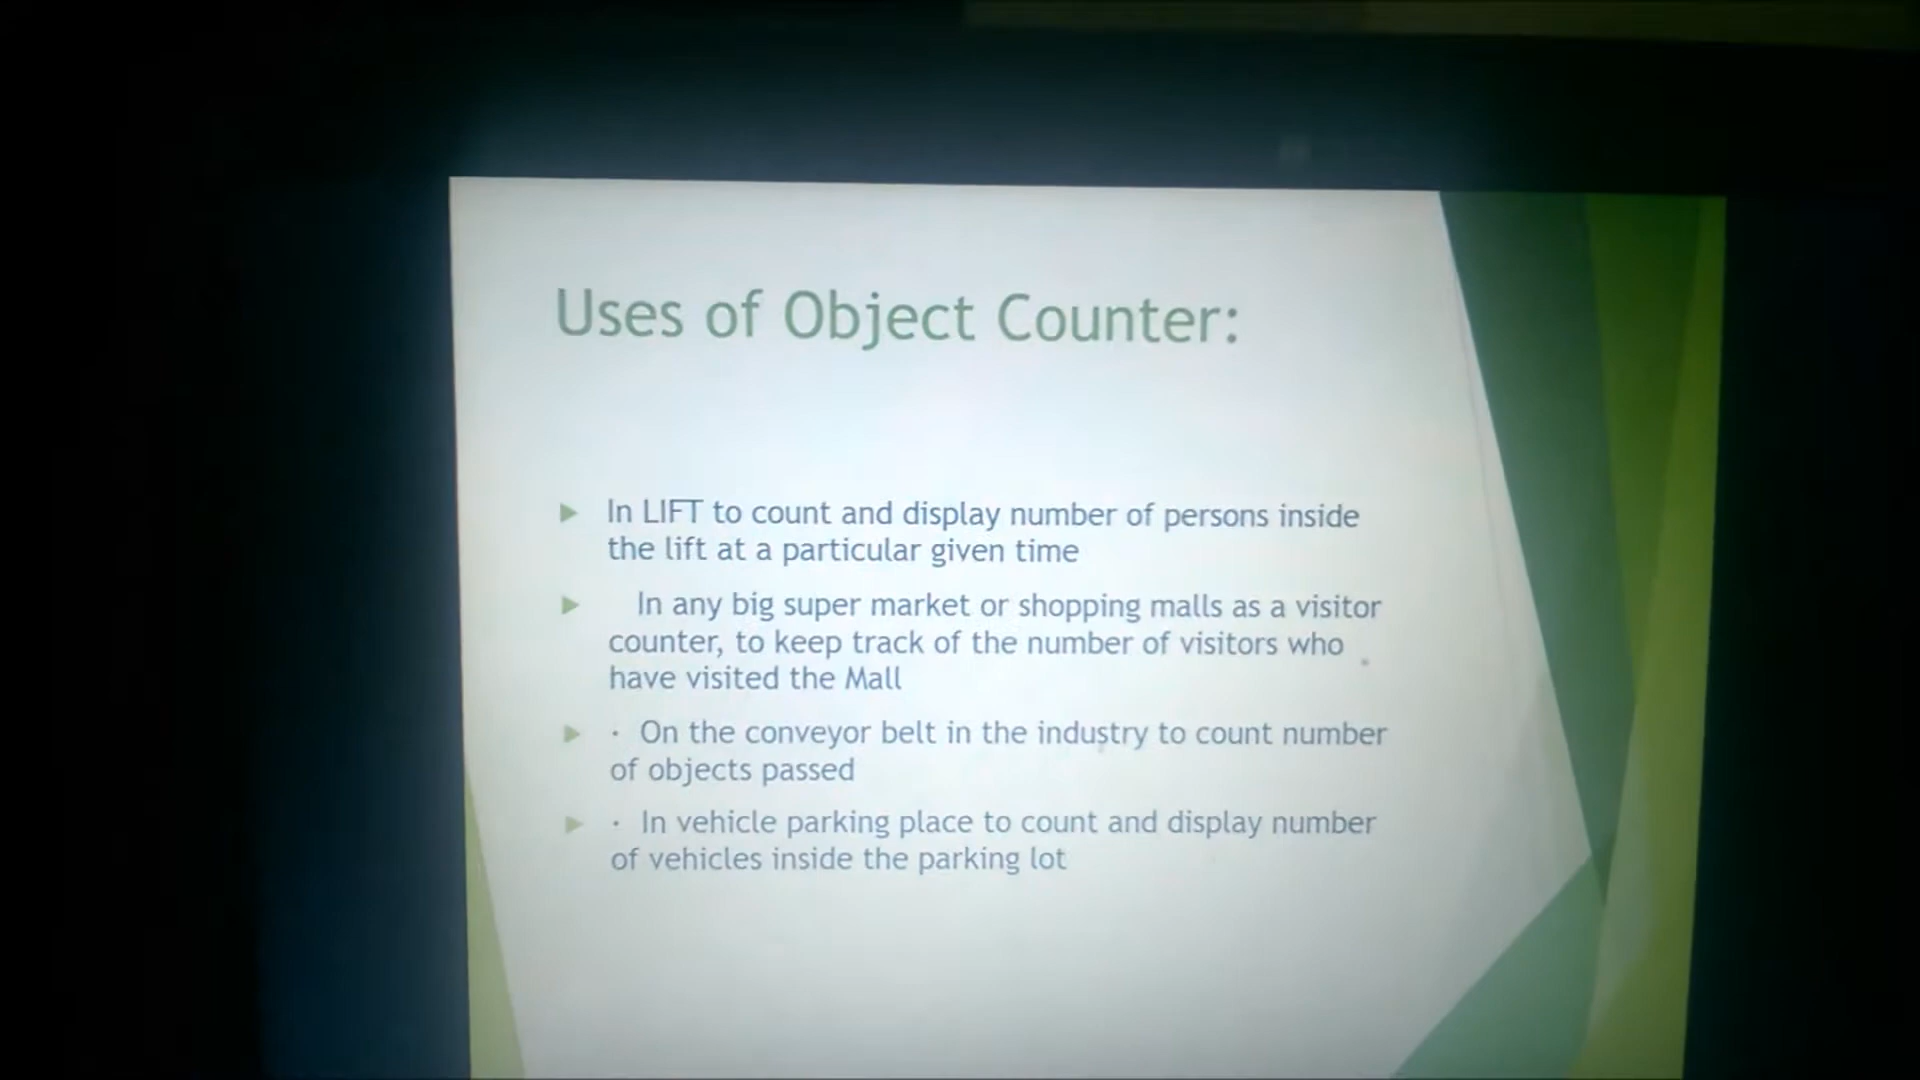 Uses of Object Counter:
In LIFT to count and display number of persons inside
the lift at a particular given time
In any big super market or shopping malls as a visitor
counter, to keep track of the number of visitors who
have visited the Mall
· On the conveyor belt in the industry to count number
of objects passed
· In vehicle parking place to count and display number
of vehicles inside the parking lot